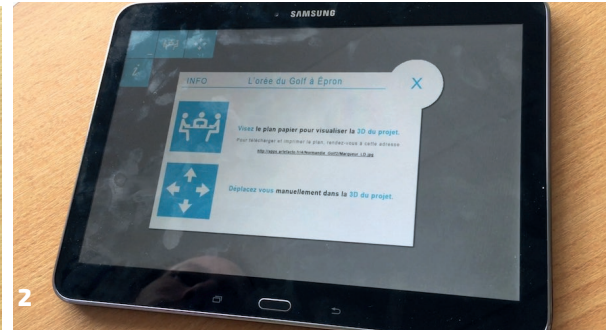 SAMSUNG
INFO L'orée du Golf à Epron X
Visez le plan papier pour visualiser la 3D du projet.
Pour télécharger et imprimer le plan, rendez-vous à cette adresse
Déplacez vous manuellement dans la 3D du projet.
2